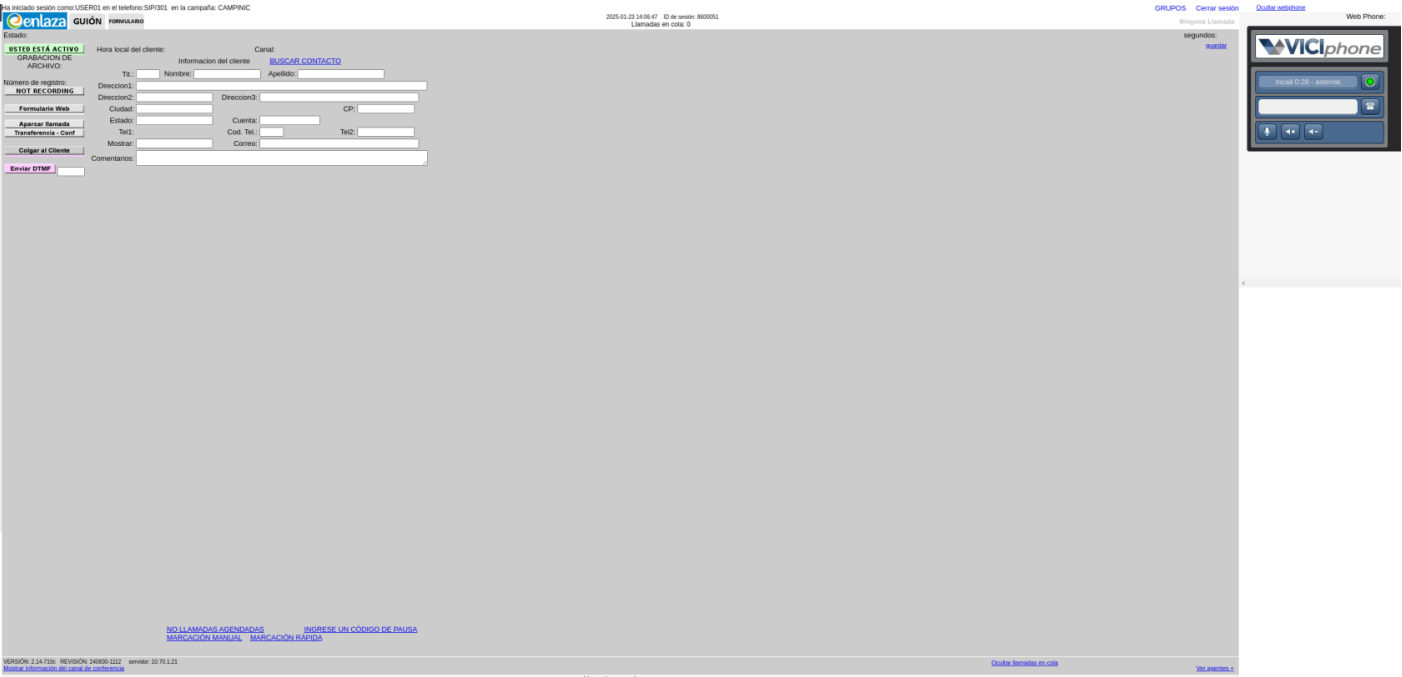 Ha iniciado sesión como:USER01 en el telefono:SIP/301 en la campaña: CAMPINIC
GRUPOS Cerrar sesión
Ocultar webphone
Web Phone:
enlaza GUIÓN FORMULARIO
2025-01-23 14:06:47 ID de sesión: 8600051
Llamadas en cola: 0
Ninguna Llamada
Estado:
segundos:
USTED ESTÁ ACTIVO
Hora local del cliente: Canal:
guardar
VICIphone
GRABACION DE
ARCHIVO:
Informacion del cliente BUSCAR CONTACTO
Tit.: Nombre: Apellido:
Incall 0:28 - asterisk
Número de registro:
Direccion1:
NOT RECORDING
Direccion2: Direccion3:
Formulario Web
Ciudad: CP:
Estado: Cuenta:
Aparcar llamada
Transferencia - Conf
Tel1: Cod. Tel.: Tel2:
Mostrar: Correo:
Colgar al Cliente
Comentarios:
Enviar DTMF
NO LLAMADAS AGENDADAS INGRESE UN CÓDIGO DE PAUSA
MARCACIÓN MANUAL MARCACIÓN RÁPIDA
VERSIÓN: 2.14-710c REVISIÓN: 240830-1112 servidor: 10.70.1.21
Ocultar llamadas en cola
Mostrar información del canal de conferencia
Ver agentes +